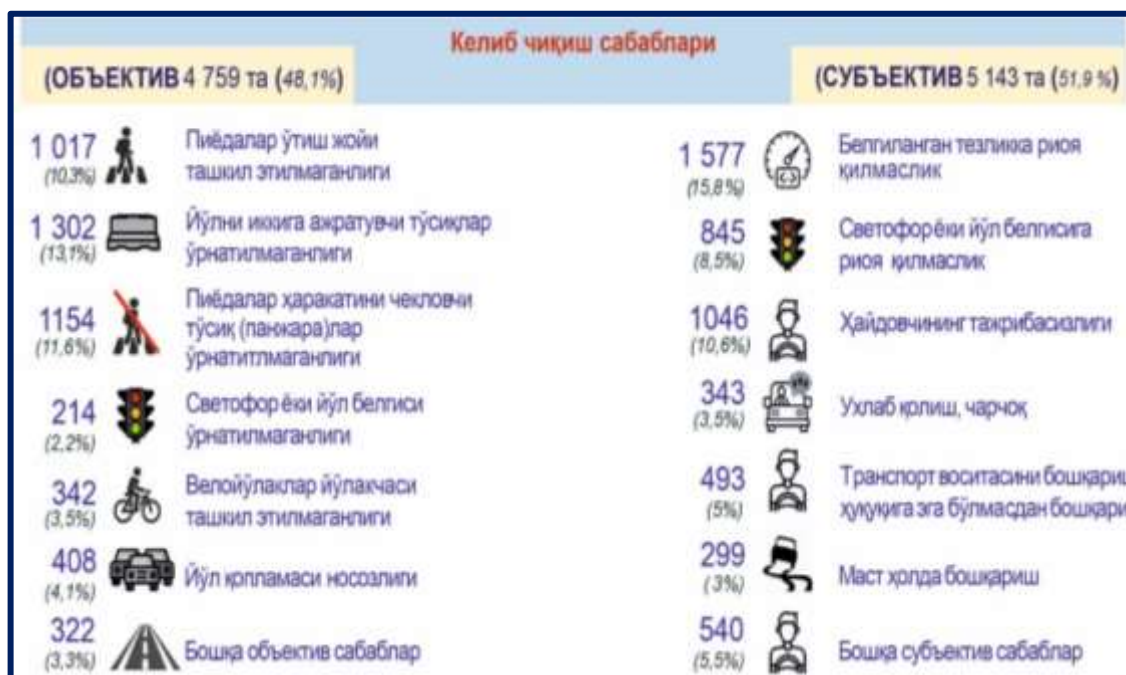 Келиб чиқиш сабаблари
(ОБЪЕКТИВ 4 759 та (48,1%)
1 017
(10,3%)
Пиёдалар ўтиш жойи
ташкил этилмаганлиги
1 302
(13,1%)
Йўлни иккига ажратувчи тўсиқлар
ўрнатилмаганлиги
1154
(11,6%)
Пиёдалар ҳаракатини чекловчи
тўсиқ (панжара)лар
ўрнатитлмаганлиги
214
(2,2%)
Светофор ёки йўл белгиси
ўрнатилмаганлиги
342
(3,5%)
Велойўлаклар йўлакчаси
ташкил этилмаганлиги
408
(4,1%)
Йўл қопламаси носозлиги
322
(3,3%)
Бошқа объектив сабаблар
(СУБЪЕКТИВ 5 143 та (51,9 %)
1 577
(15,8%)
Белгиланган тезликка риоя
қилмаслик
845
(8,5%)
Светофор ёки йўл белгисига
риоя қилмаслик
1046
(10,6%)
Ҳайдовчининг тажрибасизлиги
343
(3,5%)
Ухлаб қолиш, чарчоқ
493
(5%)
Транспорт воситасини бошқариш
ҳуқуқига эга бўлмасдан бошқари
299
( 3%)
Маст ҳолда бошқариш
540
(5,5%)
Бошқа субъектив сабаблар